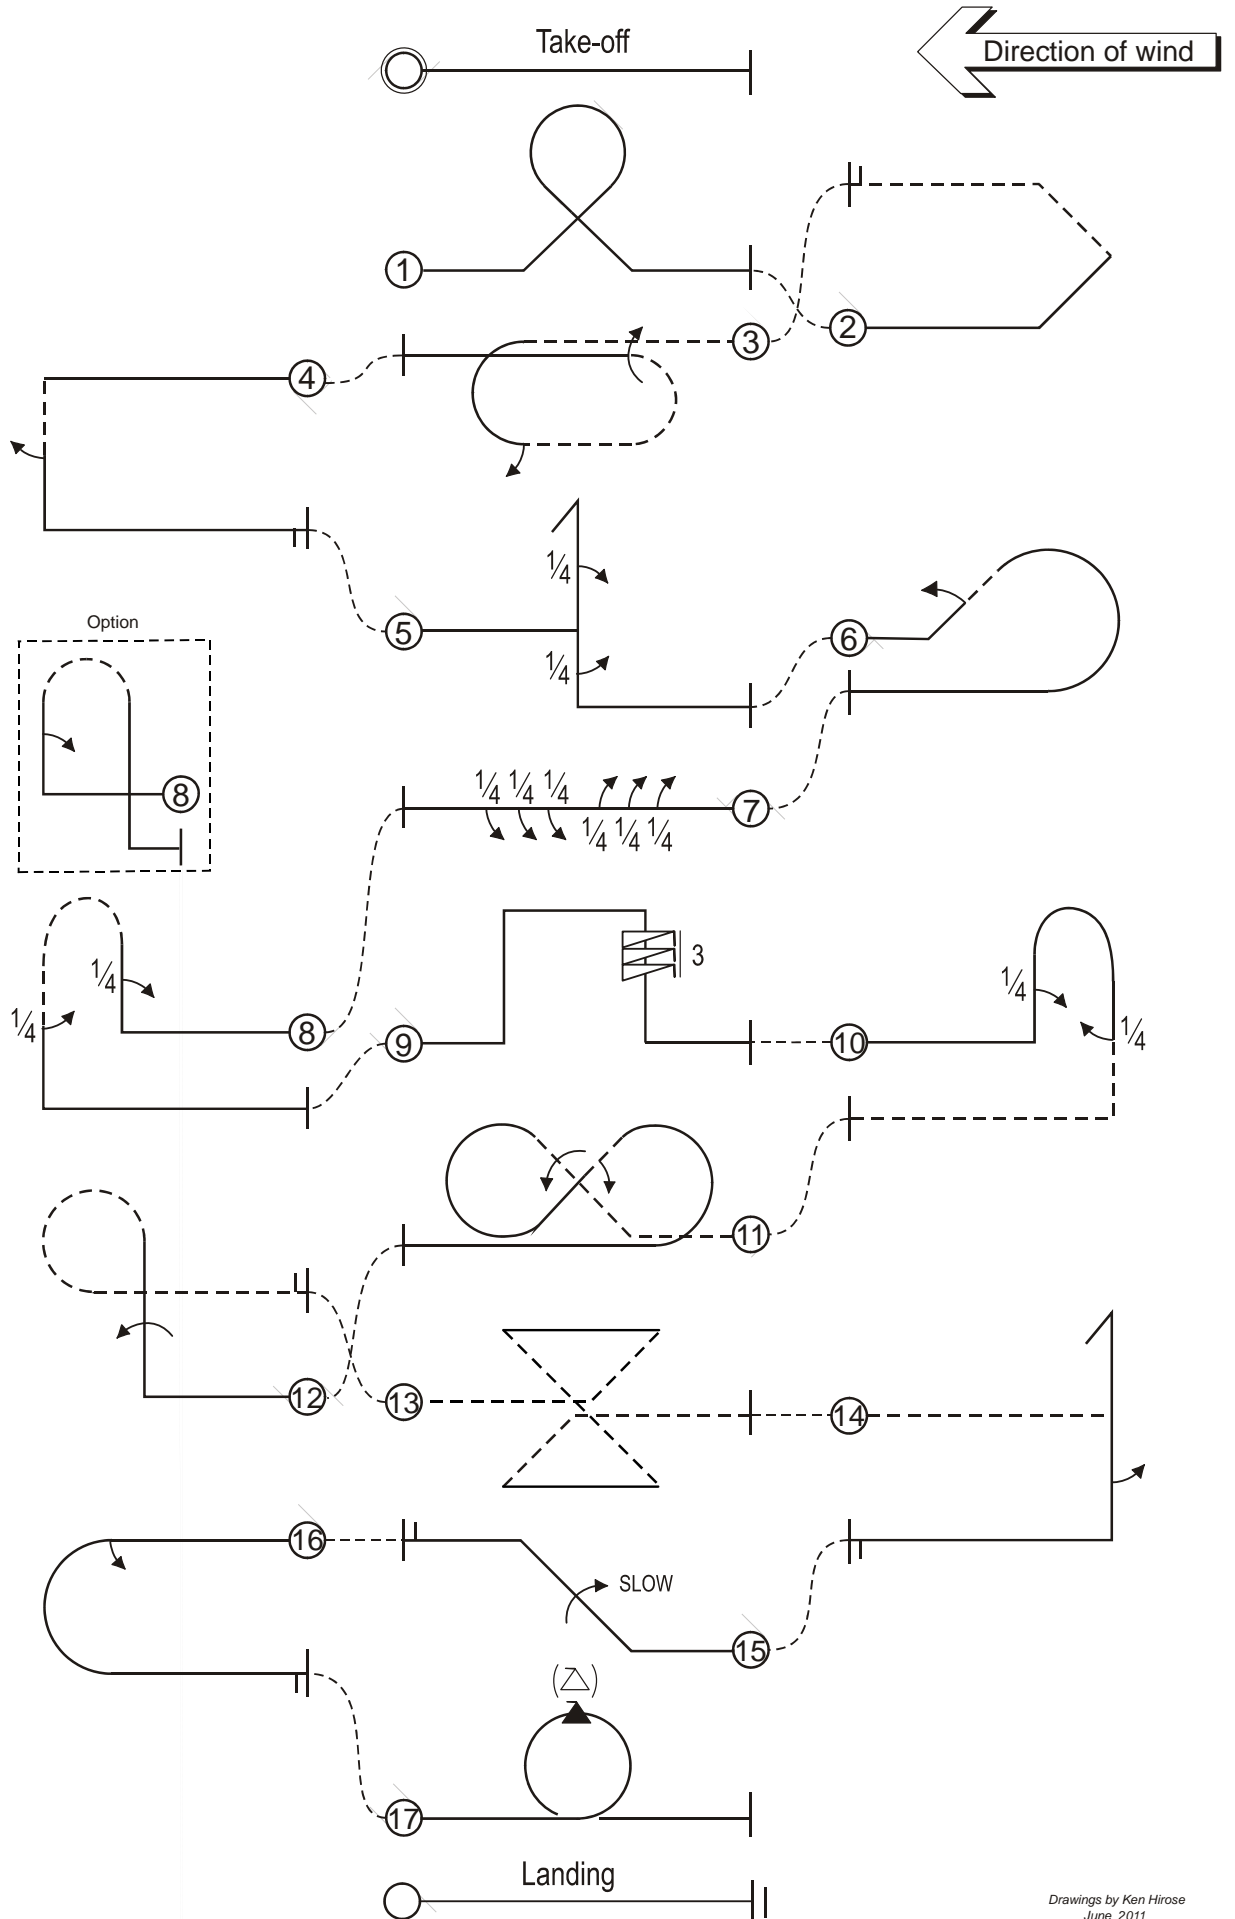 Take-off
Direction of wind
1
2
3
4
1/4
5
1/4
6
Option
8
1/4 1/4 1/4
7
1/4 1/4 1/4
3
1/4
1/4
8
9
1/4
10
1/4
11
12
13
14
16
SLOW
15
17
Landing
Drawings by Ken Hirose
June, 2011